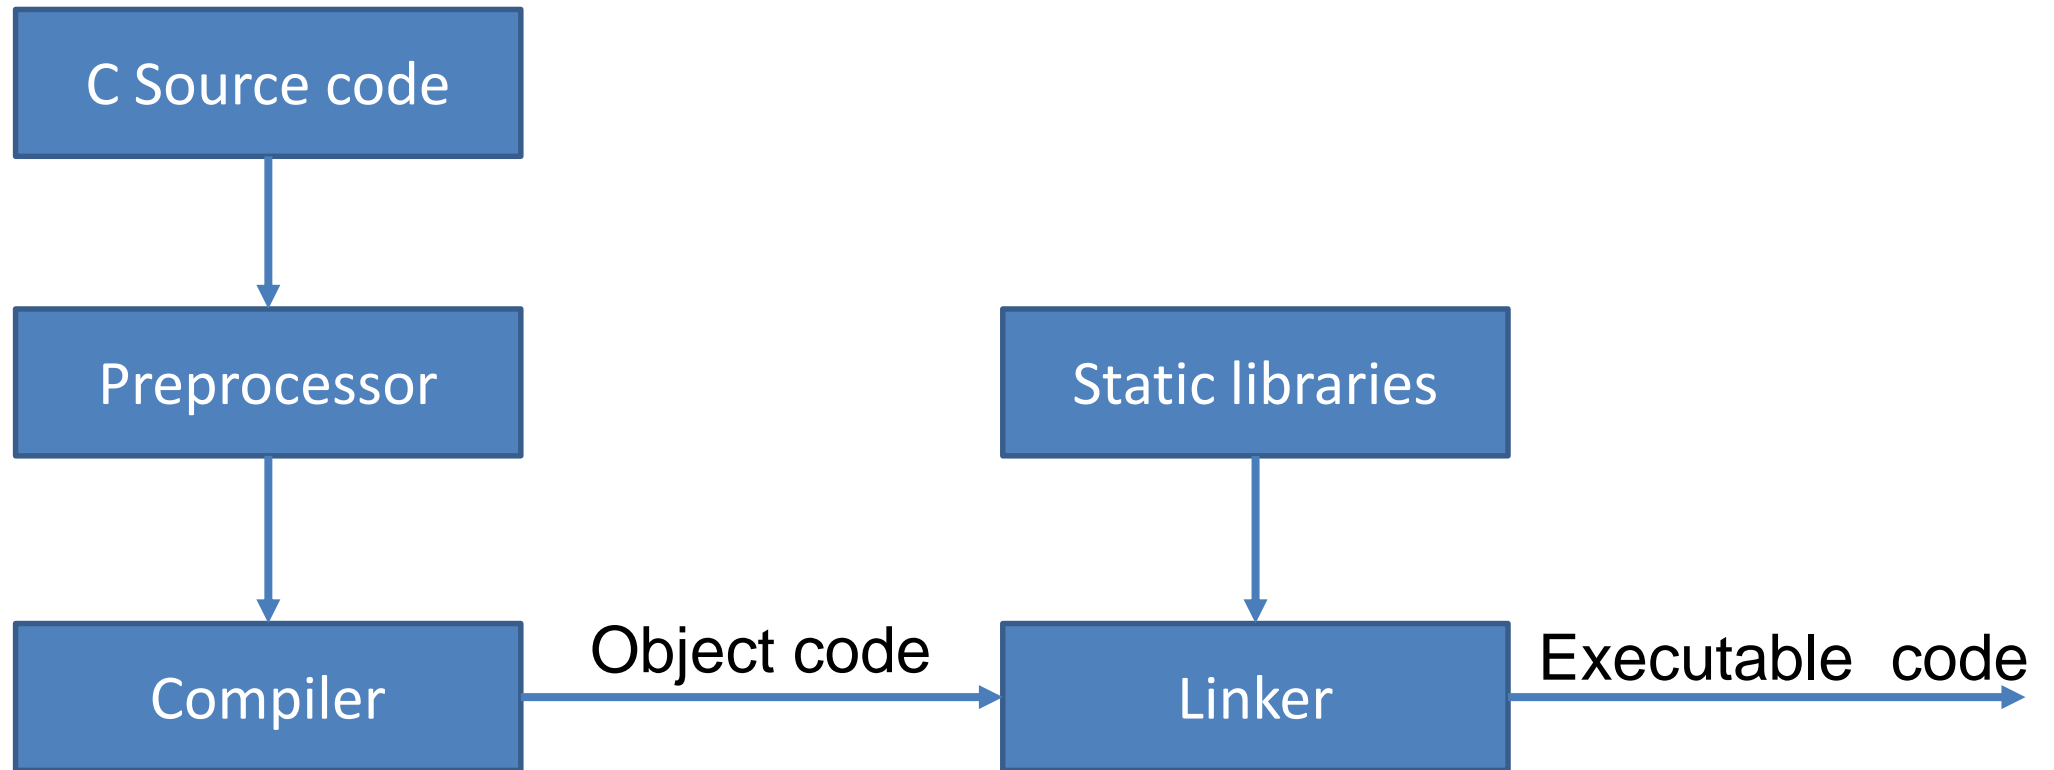 C Source code
Preprocessor
Static libraries
Compiler
Object code
Linker
Executable  code